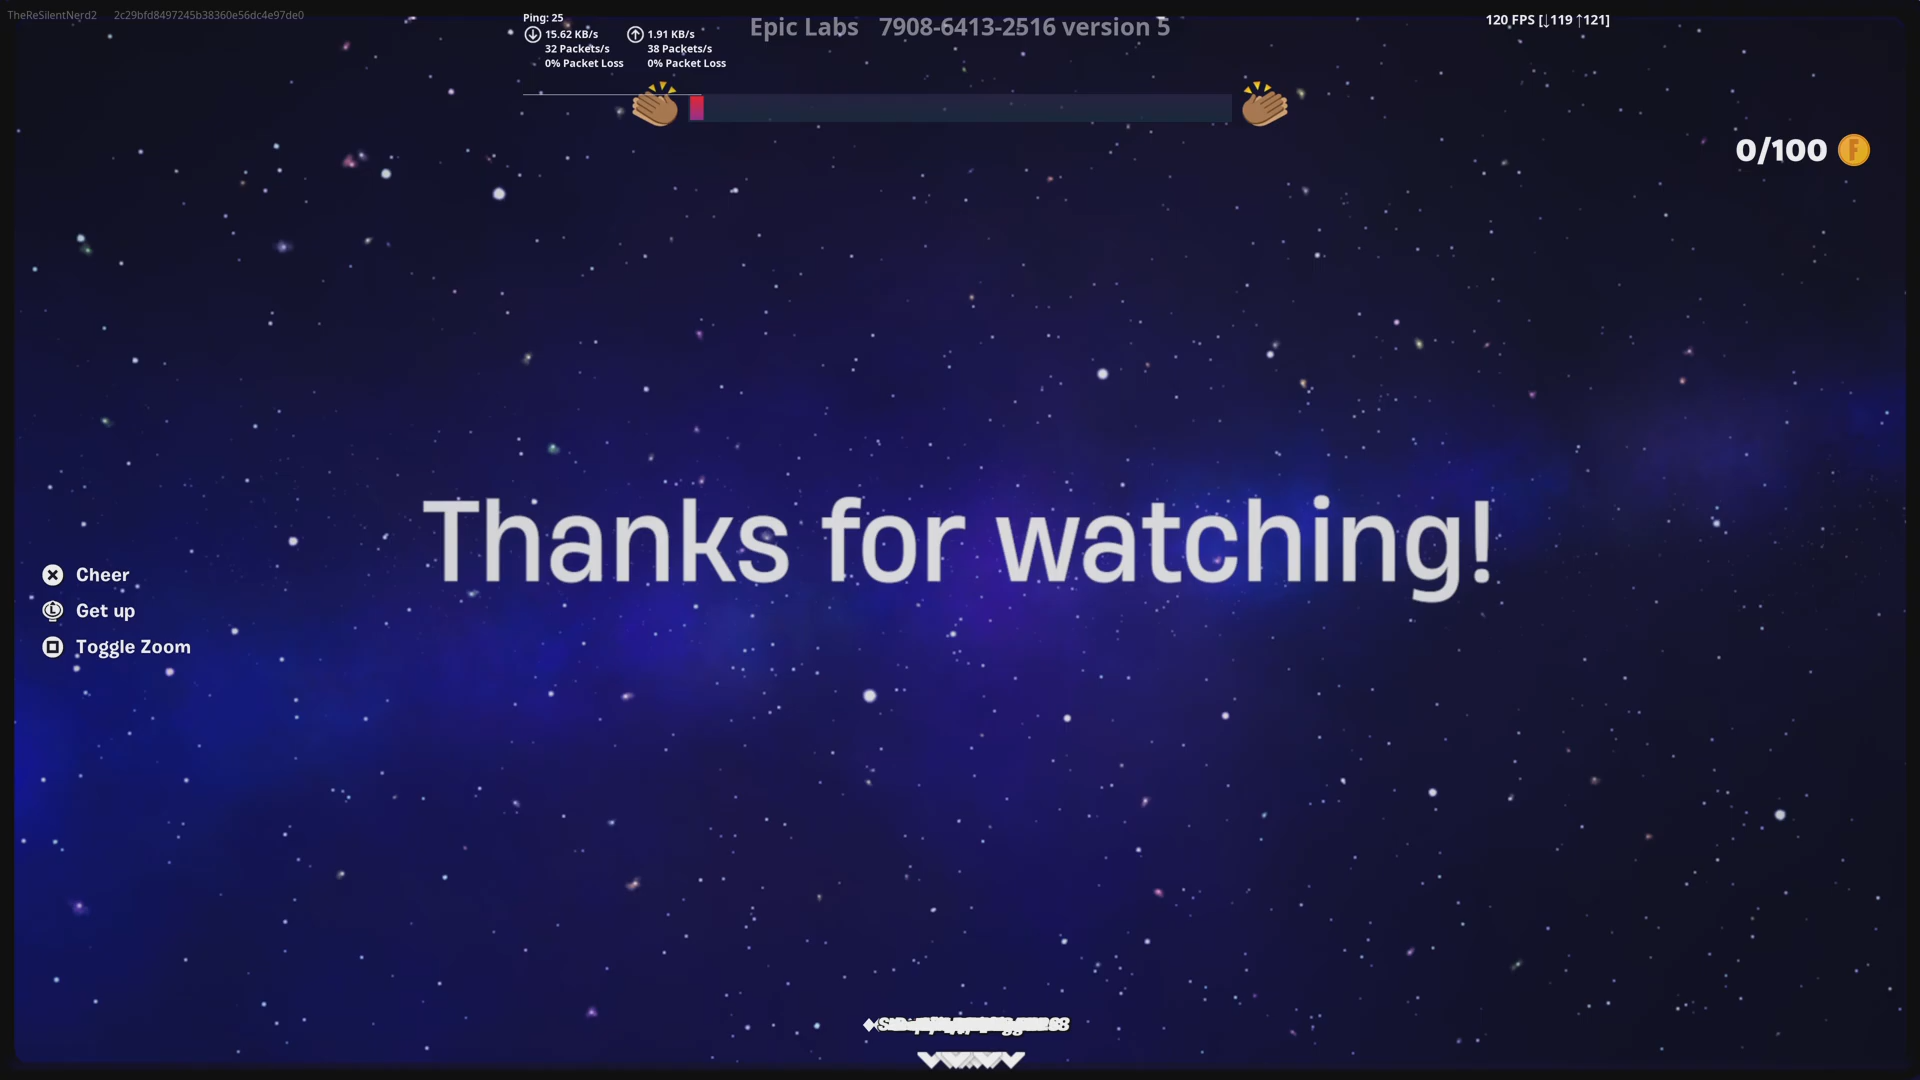 TheReSilentNerd2 2c29bfd8497245b38360e56dc4e97de0
Ping: 25
15.62 KB/s 1.91 KB/s
32 Packets/s 38 Packets/s
0% Packet Loss 0% Packet Loss
Epic Labs 7908-6413-2516 version 5
120 FPS [↓119 ↑121]
0/100
Thanks for watching!
Cheer
Get up
Toggle Zoom